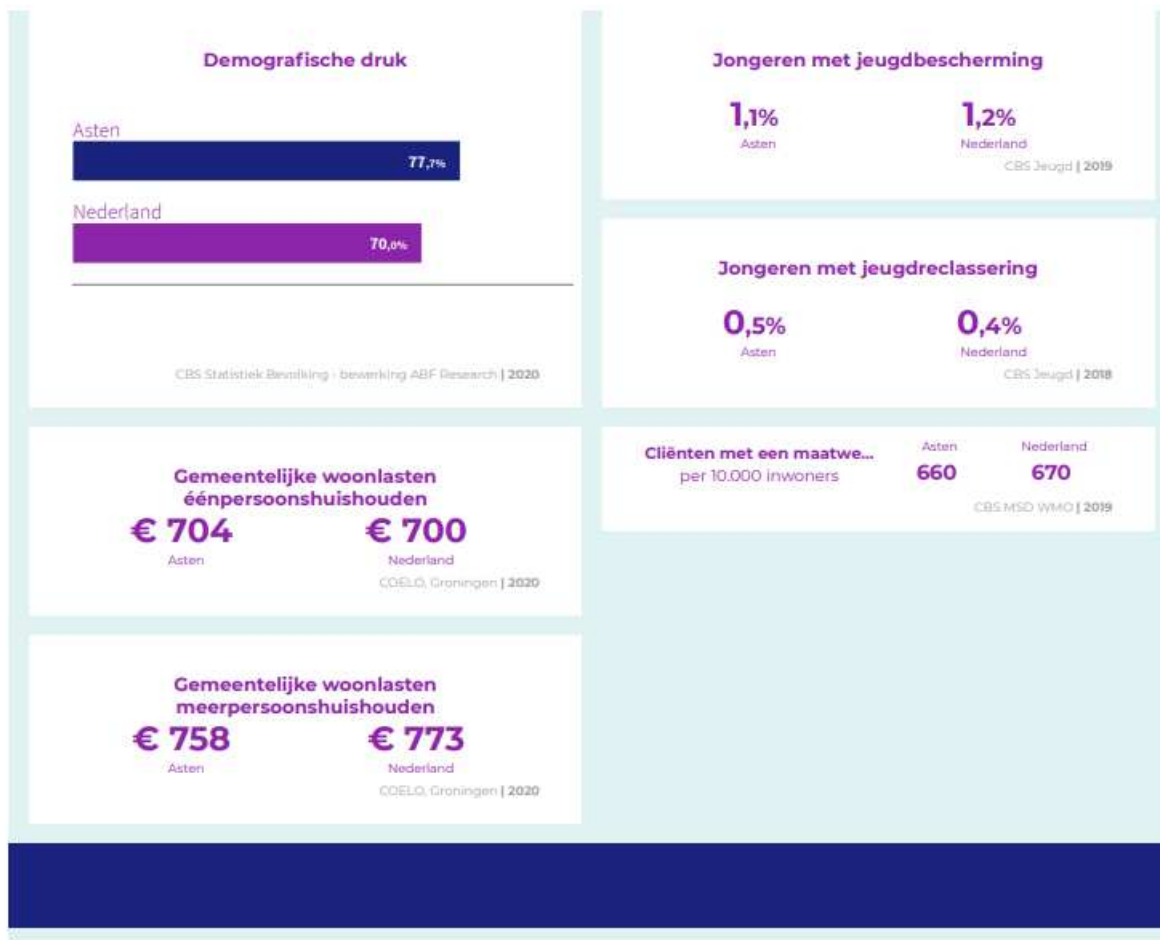 Demografische druk
Asten
77,7%
Nederland
70,0%
CBS Statistiek Bevolking - bewerking ABF Research | 2020
Gemeentelijke woonlasten
éénpersoonshuishouden
€ 704 € 700
Asten Nederland
COELO, Groningen | 2020
Gemeentelijke woonlasten
meerpersoonshuishouden
€ 758 € 773
Asten Nederland
COELO, Groningen | 2020
Jongeren met jeugdbescherming
1,1% 1,2%
Asten Nederland
CBS Jeugd | 2019
Jongeren met jeugdreclassering
0,5% 0,4%
Asten Nederland
CBS Jeugd | 2018
Cliënten met een maatwe...
per 10.000 inwoners
Asten Nederland
660 670
CBS MSD WMO | 2019